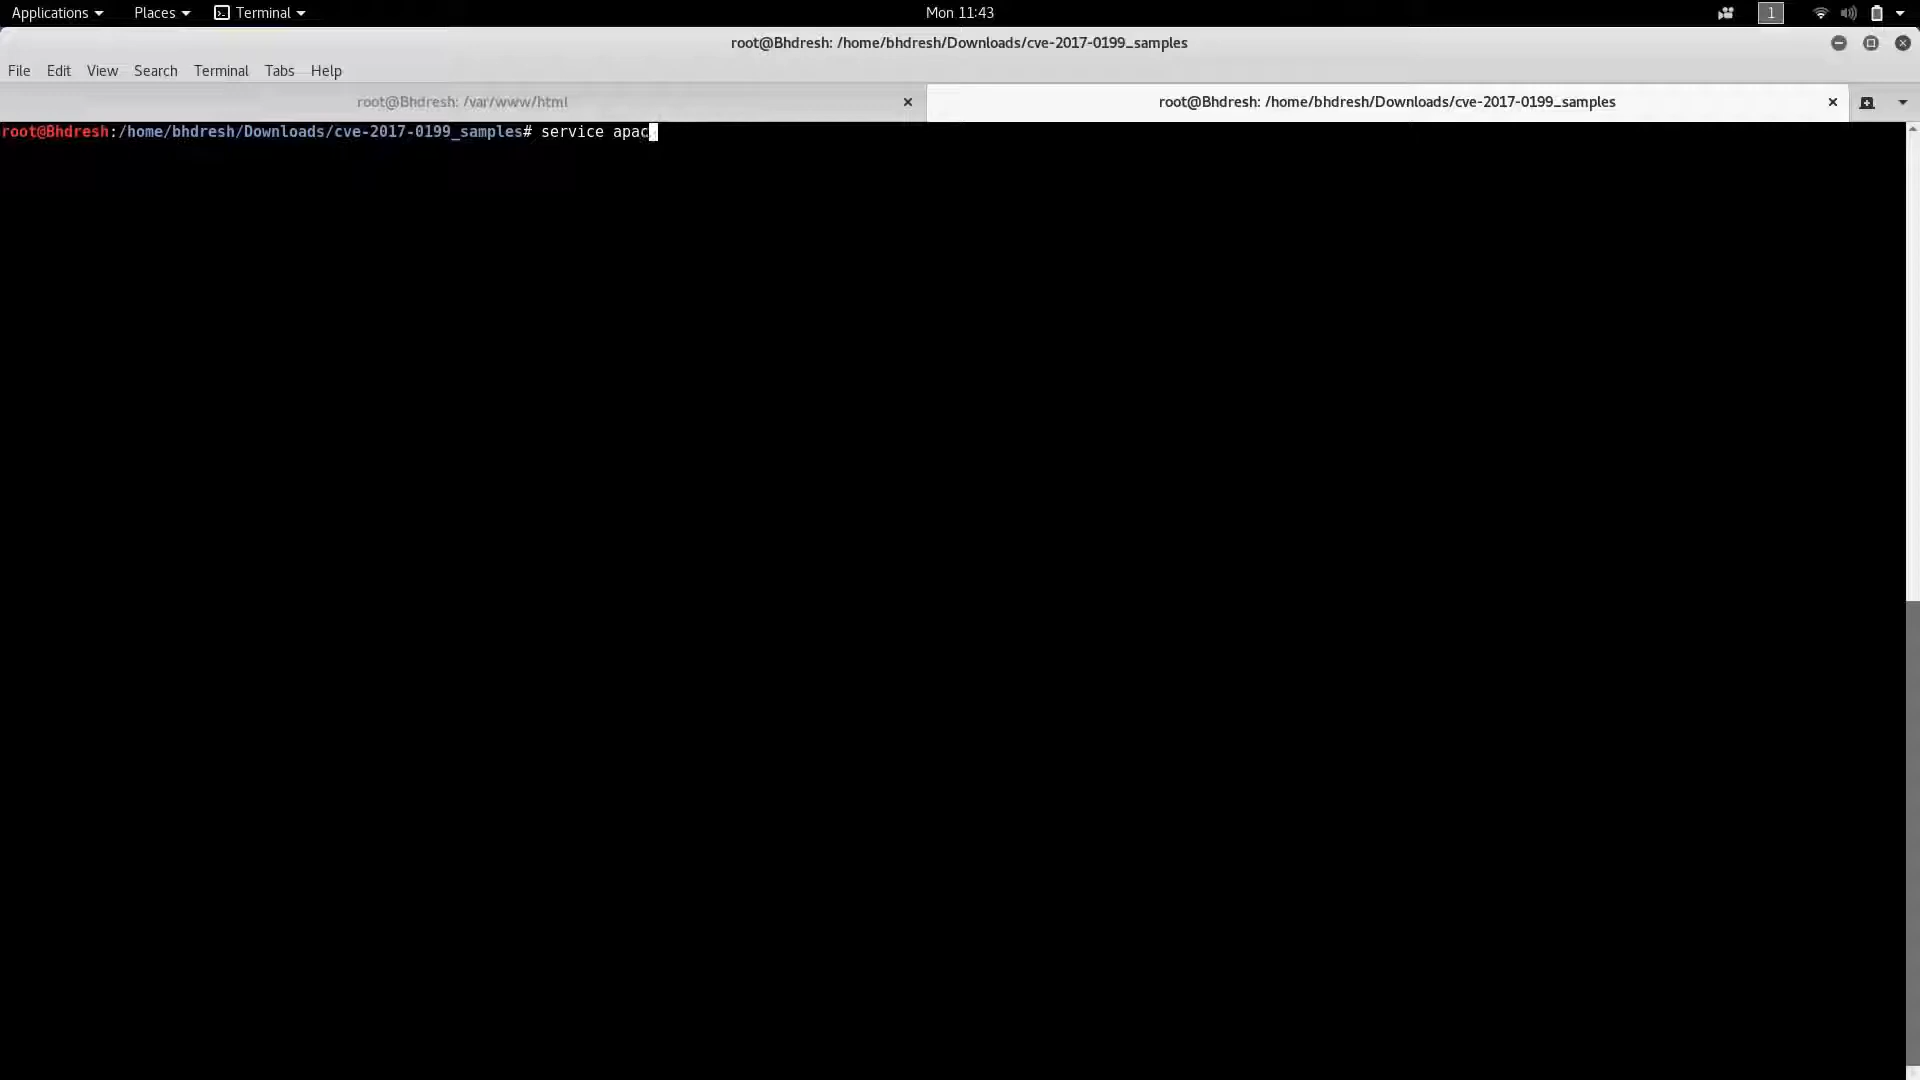 Applications Places Terminal Mon 11:43 1
root@Bhdresh: /home/bhdresh/Downloads/cve-2017-0199_samples
File Edit View Search Terminal Tabs Help
root@Bhdresh: /var/www/html root@Bhdresh: /home/bhdresh/Downloads/cve-2017-0199_samples
root@Bhdresh:/home/bhdresh/Downloads/cve-2017-0199_samples# service apac